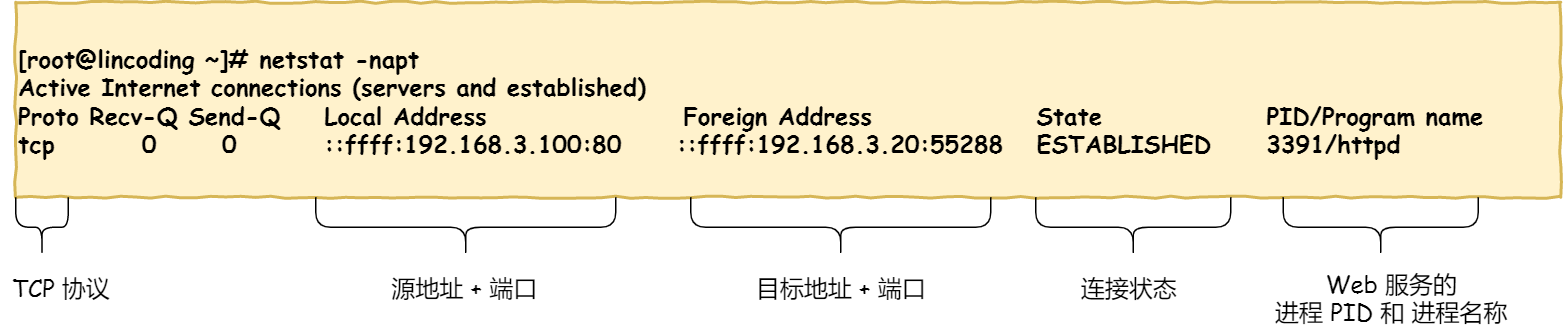 [root@lincoding ~]# netstat -napt
Active Internet connections (servers and established)
Proto Recv-Q Send-Q Local Address Foreign Address State PID/Program name
tcp 0 0 ::ffff:192.168.3.100:80 ::ffff:192.168.3.20:55288 ESTABLISHED 3391/httpd
TCP 协议 源地址 + 端口 目标地址 + 端口 连接状态 Web 服务的
进程 PID 和 进程名称